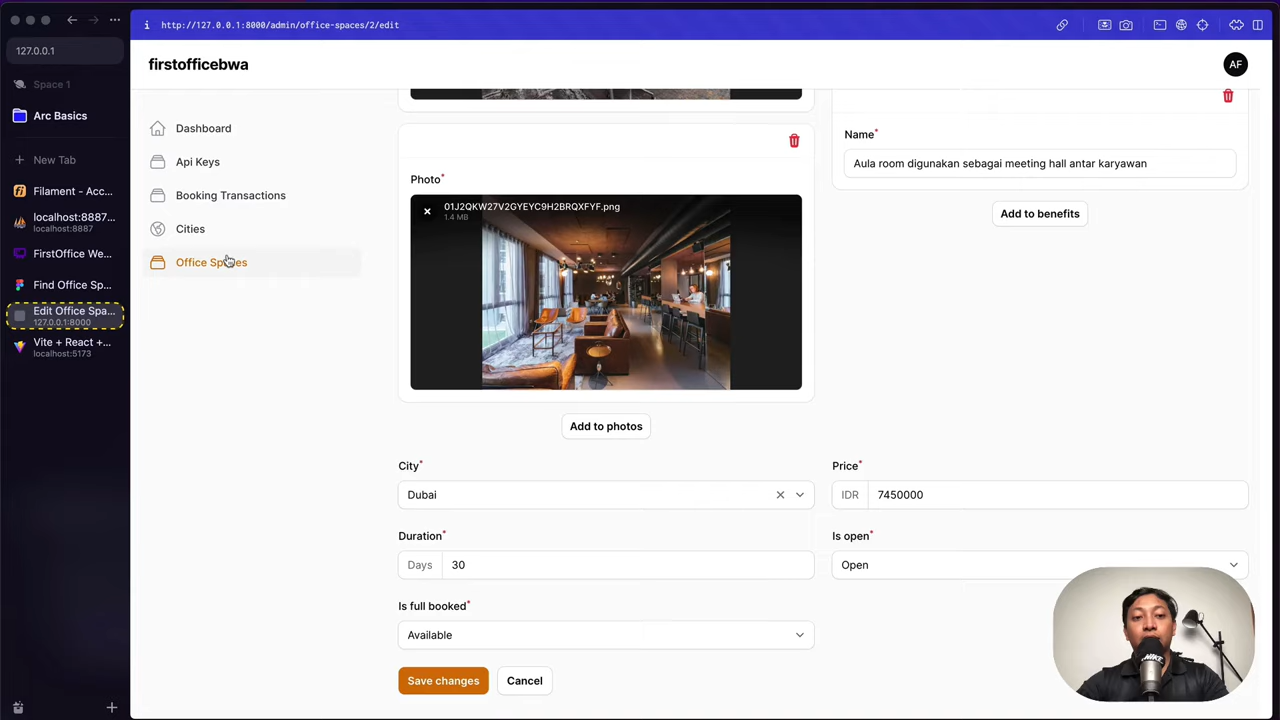 http://127.0.0.1:8000/admin/office-spaces/2/edit
127.0.0.1
Space 1
Arc Basics
New Tab
Filament - Acc...
localhost:8887...
localhost:8887
FirstOffice We...
Find Office Sp...
Edit Office Spa...
127.0.0.1:8000
Vite + React +...
localhost:5173
firstofficebwa
AF
Dashboard
Api Keys
Booking Transactions
Cities
Office Spaces
Photo*
01J2QKW27V2GYEYC9H2BRQXFYF.png
1.4 MB
Add to photos
Name*
Aula room digunakan sebagai meeting hall antar karyawan
Add to benefits
City*
Dubai
Price*
IDR 7450000
Duration*
Days 30
Is open*
Open
Is full booked*
Available
Save changes
Cancel
NIKE